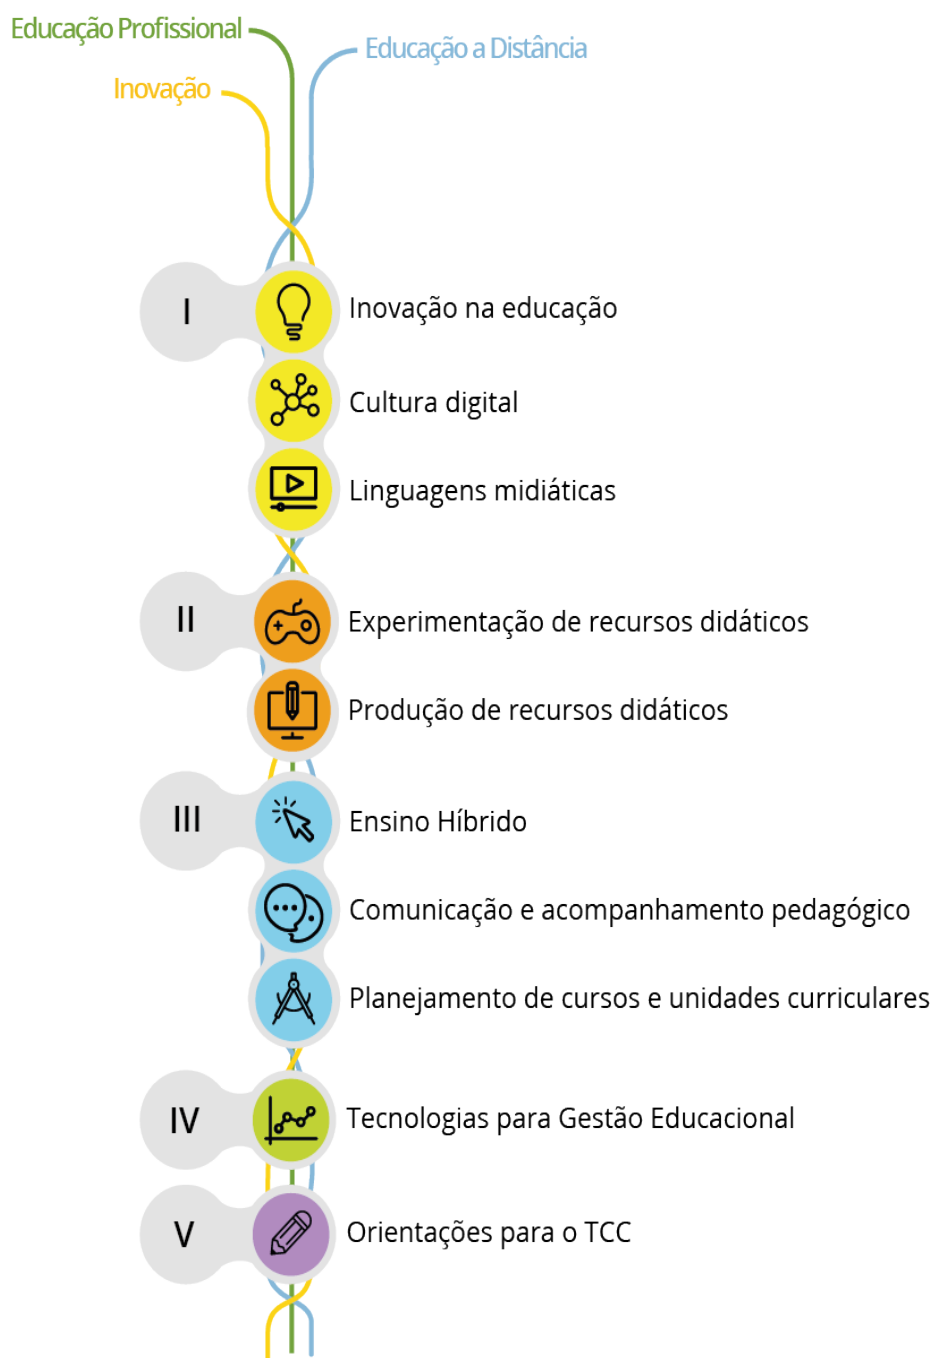 Educação Profissional
Educação a Distância
Inovação
I
Inovação na educação
Cultura digital
Linguagens midiáticas
II
Experimentação de recursos didáticos
Produção de recursos didáticos
III
Ensino Híbrido
Comunicação e acompanhamento pedagógico
Planejamento de cursos e unidades curriculares
IV
Tecnologias para Gestão Educacional
V
Orientações para o TCC